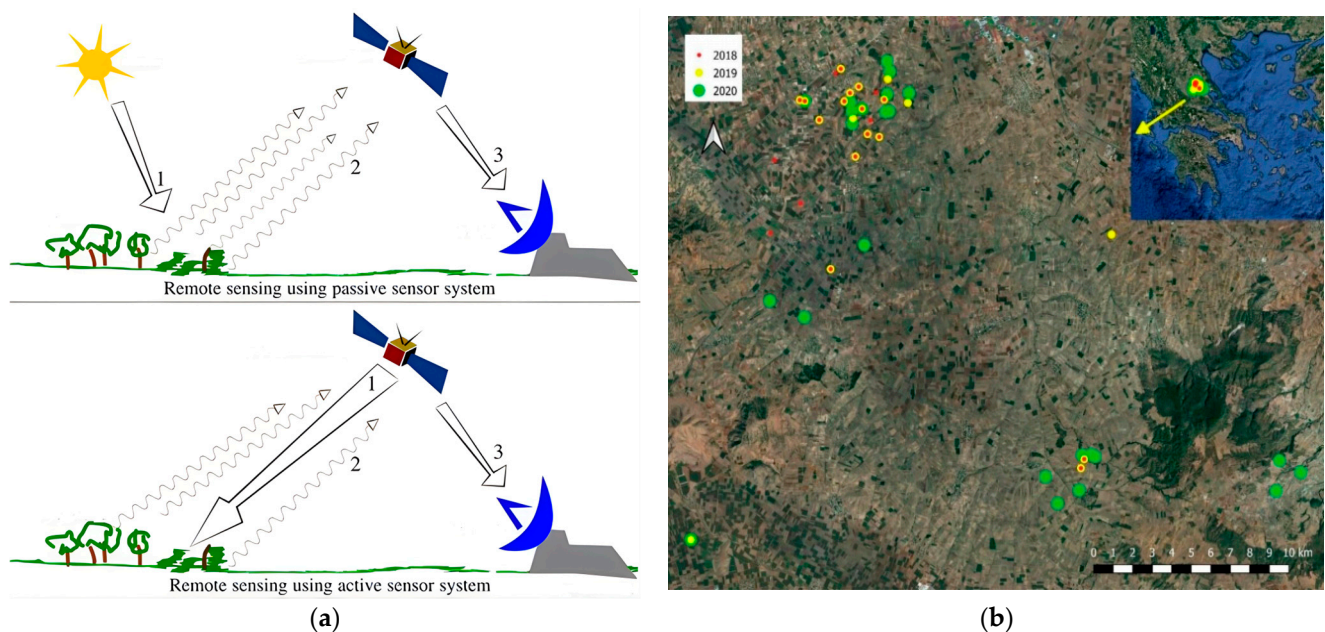 1
2
3
Remote sensing using passive sensor system
1
2
3
Remote sensing using active sensor system
(a)
2018
2019
2020
0 1 2 3 4 5 6 7 8 9 10 km
(b)